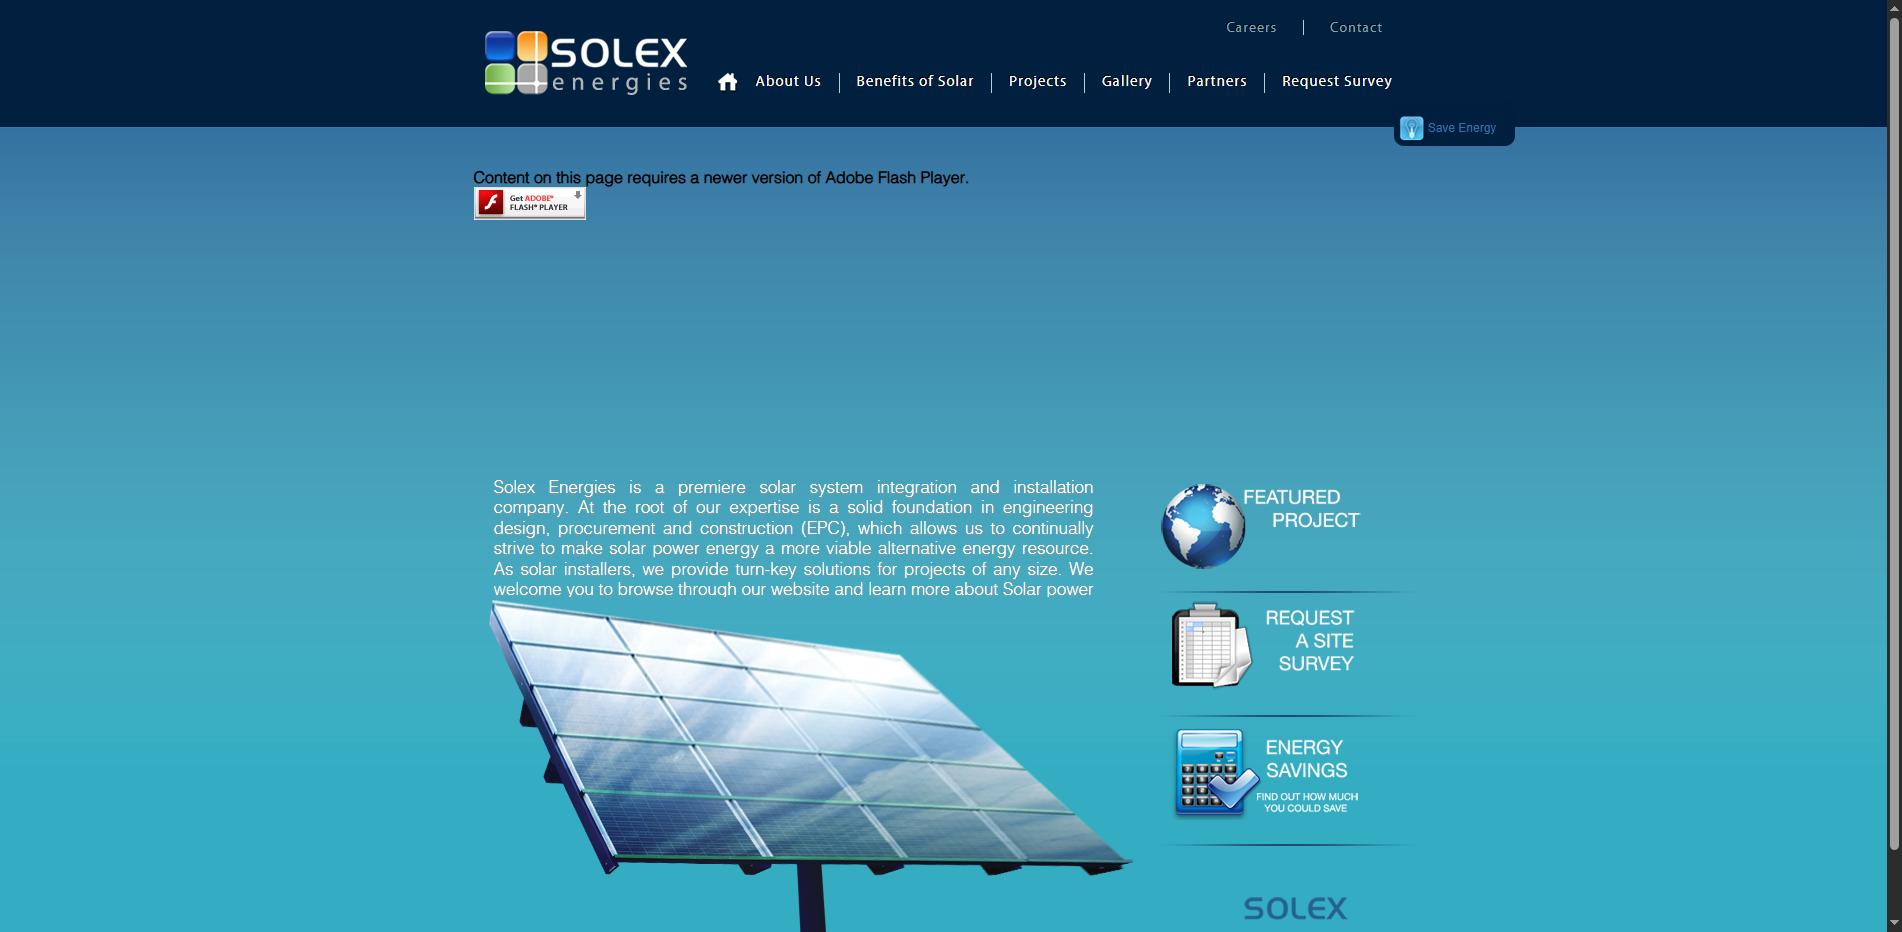 SOLEX
energies
Careers
Contact
About Us
Benefits of Solar
Projects
Gallery
Partners
Request Survey
Save Energy
Content on this page requires a newer version of Adobe Flash Player.
Get ADOBE®
FLASH® PLAYER
Solex Energies is a premiere solar system integration and installation
company. At the root of our expertise is a solid foundation in engineering
design, procurement and construction (EPC), which allows us to continually
strive to make solar power energy a more viable alternative energy resource.
As solar installers, we provide turn-key solutions for projects of any size. We
welcome you to browse through our website and learn more about Solar power
FEATURED
PROJECT
REQUEST
A SITE
SURVEY
ENERGY
SAVINGS
FIND OUT HOW MUCH
YOU COULD SAVE
SOLEX